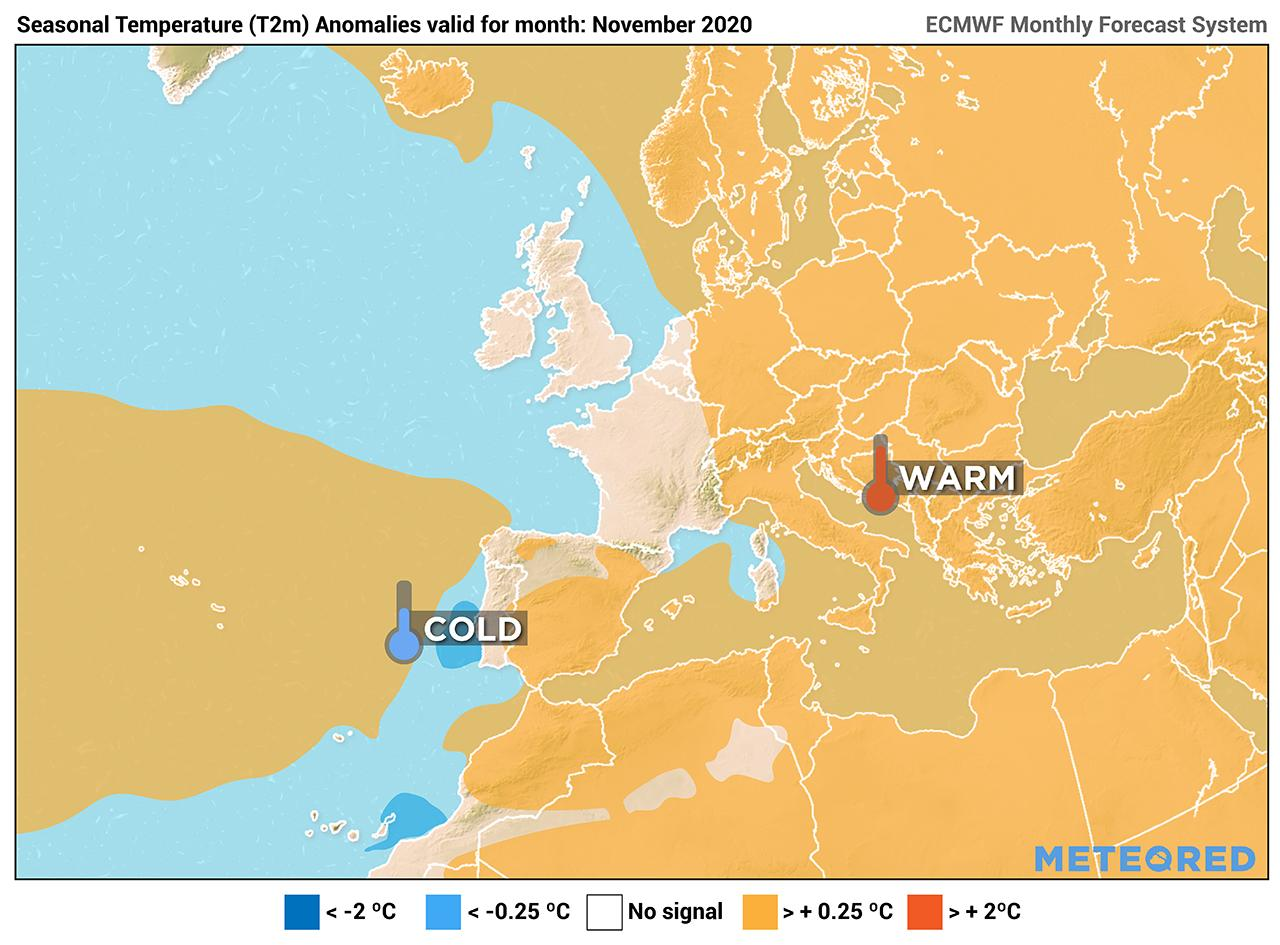 Seasonal Temperature (T2m) Anomalies valid for month: November 2020
ECMWF Monthly Forecast System
WARM
COLD
METEORED
< -2 ºC
< -0.25 ºC
No signal
> + 0.25 ºC
> + 2ºC